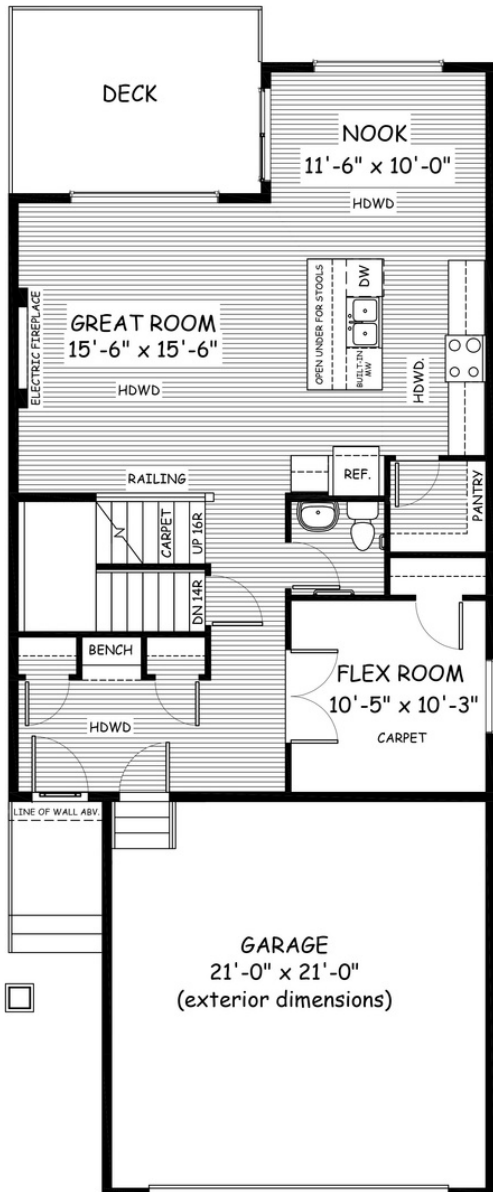 DECK
NOOK
11'-6" x 10'-0"
HDWD
OPEN UNDER FOR STOOLS
DW
BUILT-IN
MW
HDWD.
ELECTRIC FIREPLACE
GREAT ROOM
15'-6" x 15'-6"
HDWD
REF.
PANTRY
RAILING
CARPET
UP 16R
DN 14R
BENCH
HDWD
FLEX ROOM
10'-5" x 10'-3"
CARPET
LINE OF WALL ABV.
GARAGE
21'-0" x 21'-0"
(exterior dimensions)